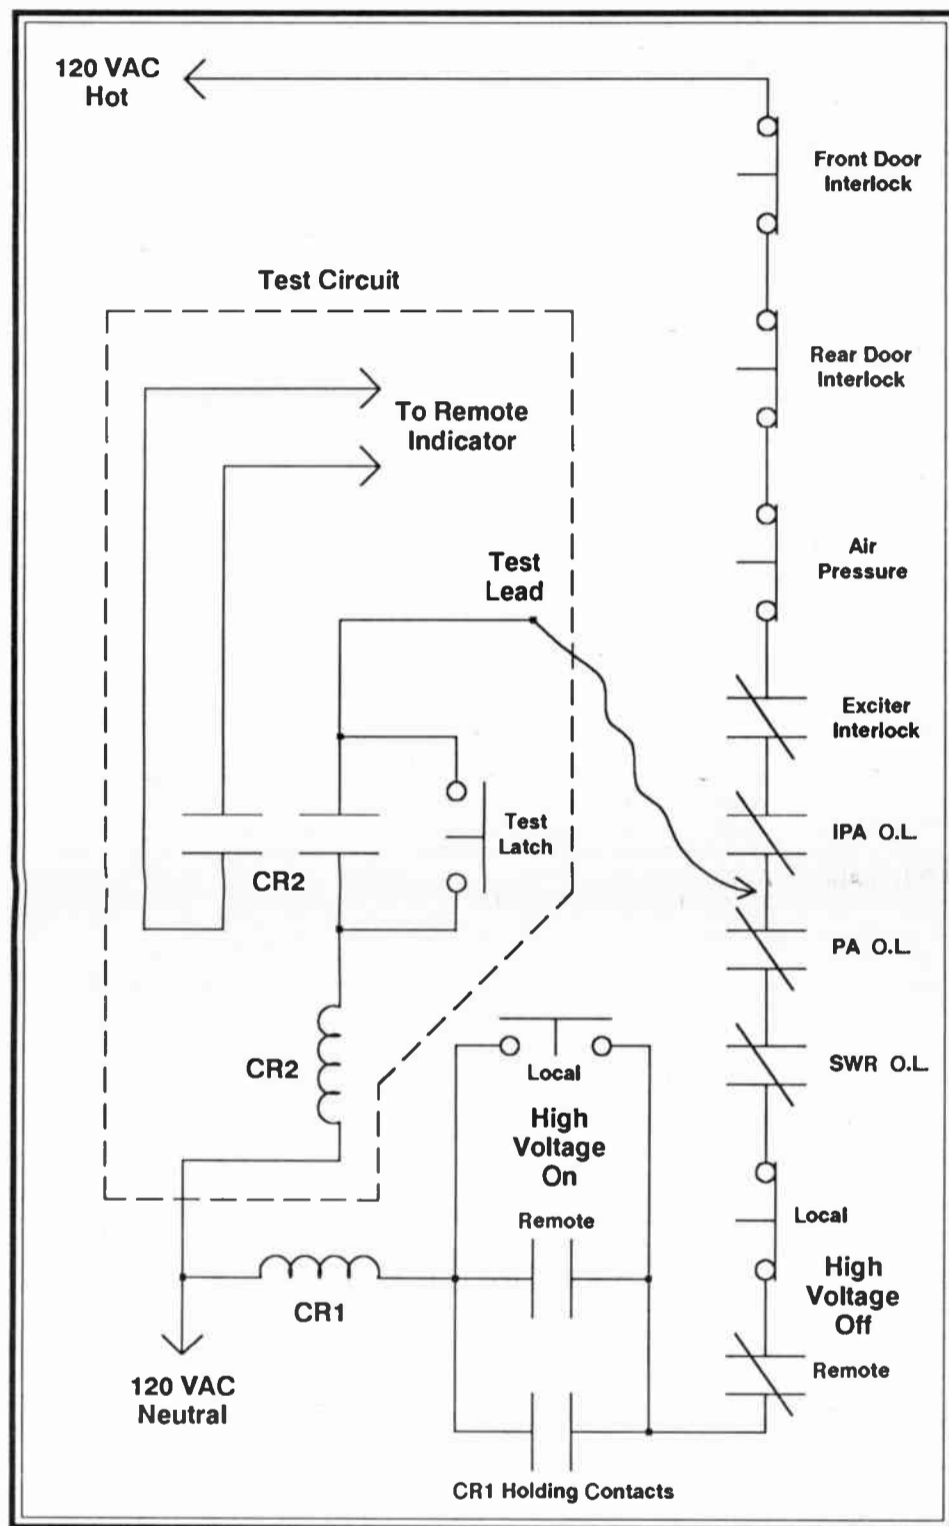 120 VAC
Hot
Front Door
Interlock
Test Circuit
Rear Door
Interlock
To Remote
Indicator
Air
Pressure
Test
Lead
Exciter
Interlock
Test
Latch
IPA O.L.
CR2
PA O.L.
CR2
Local
SWR O.L.
High
Voltage
On
Remote
Local
High
Voltage
Off
CR1
Remote
120 VAC
Neutral
CR1 Holding Contacts